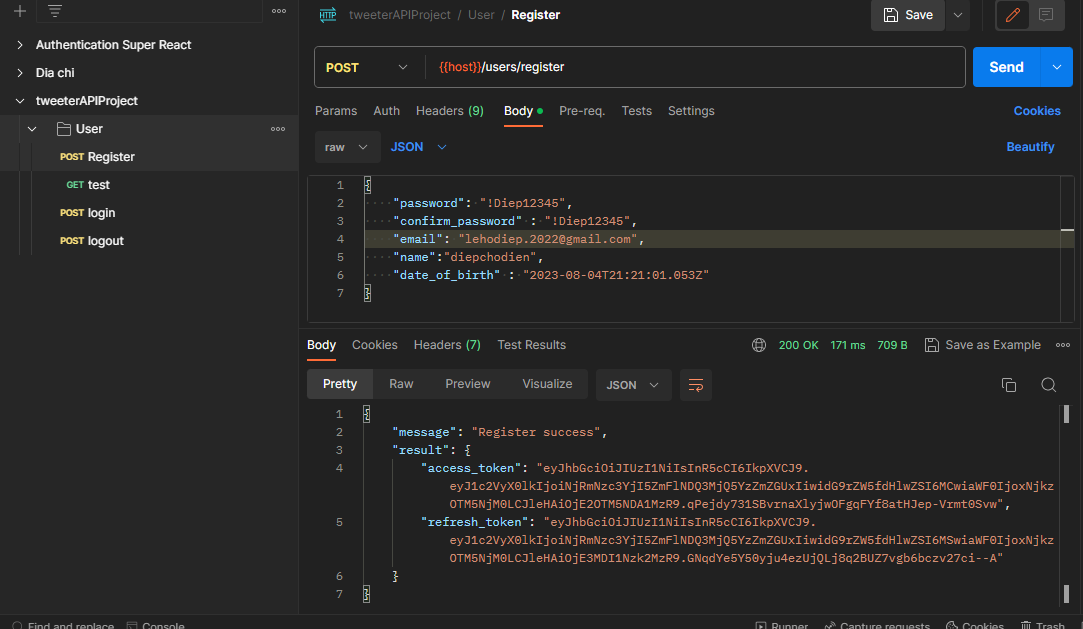 tweeterAPIProject / User / Register
Save
Authentication Super React
Dia chi
tweeterAPIProject
User
POST Register
GET test
POST login
POST logout
POST
{{host}}/users/register
Send
Params Auth Headers (9) Body Pre-req. Tests Settings Cookies
raw JSON Beautify
1 {
2 "password": "!Diep12345",
3 "confirm_password" : "!Diep12345",
4 "email": "lehodiep.2022@gmail.com",
5 "name":"diepchodien",
6 "date_of_birth" : "2023-08-04T21:21:01.053Z"
7 }
Body Cookies Headers (7) Test Results 200 OK 171 ms 709 B Save as Example
Pretty Raw Preview Visualize JSON
1 {
2 "message": "Register success",
3 "result": {
4 "access_token": "eyJhbGciOiJIUzI1NiIsInR5cCI6IkpXVCJ9.
eyJ1c2VyX0lkIjoiNjRmNzc3YjI5ZmFlNDQ3MjQ5YzZmZGUxIiwidG9rZW5fdHlwZSI6MCwiaWF0IjoxNjkz
OTM5NjM0LCJleHAiOjE2OTM5NDA1MzR9.qPejdy731SBvrnaXlyjwOFgqFYf8atHJep-Vrmt0Svw",
5 "refresh_token": "eyJhbGciOiJIUzI1NiIsInR5cCI6IkpXVCJ9.
eyJ1c2VyX0lkIjoiNjRmNzc3YjI5ZmFlNDQ3MjQ5YzZmZGUxIiwidG9rZW5fdHlwZSI6MSwiaWF0IjoxNjkz
OTM5NjM0LCJleHAiOjE3MDI1Nzk2MzR9.GNqdYe5Y50yju4ezUjQLj8q2BUZ7vgb6bczv27ci--A"
6 }
7 }
Find and replace Console Runner Capture requests Cookies Trash